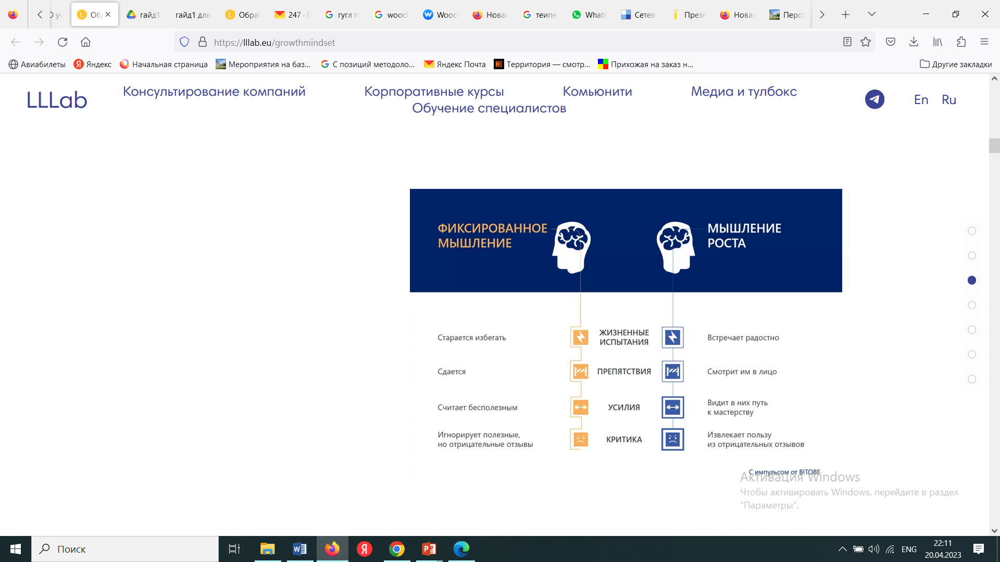 Об
гайд1
гайд1 для
Обрат
247 · В
гугл п
wooc
Wooc
Новая
теипе
Whats
Сетев
Презе
Новая
Персо
https://lllab.eu/growthmindset
Авиабилеты
Яндекс
Начальная страница
Мероприятия на баз...
С позиций методоло...
Яндекс Почта
Территория — смотр...
Прихожая на заказ н...
Другие закладки
LLLab
Консультирование компаний
Корпоративные курсы
Комьюнити
Медиа и тулбокс
Обучение специалистов
En Ru
ФИКСИРОВАННОЕ
МЫШЛЕНИЕ
МЫШЛЕНИЕ
РОСТА
Старается избегать
ЖИЗНЕННЫЕ
ИСПЫТАНИЯ
Встречает радостно
Сдается
ПРЕПЯТСТВИЯ
Смотрит им в лицо
Считает бесполезным
УСИЛИЯ
Видит в них путь
к мастерству
Игнорирует полезные,
но отрицательные отзывы
КРИТИКА
Извлекает пользу
из отрицательных отзывов
С импульсом от BITOBE
Активация Windows
Чтобы активировать Windows, перейдите в раздел
"Параметры".
Поиск
ENG
22:11
20.04.2023